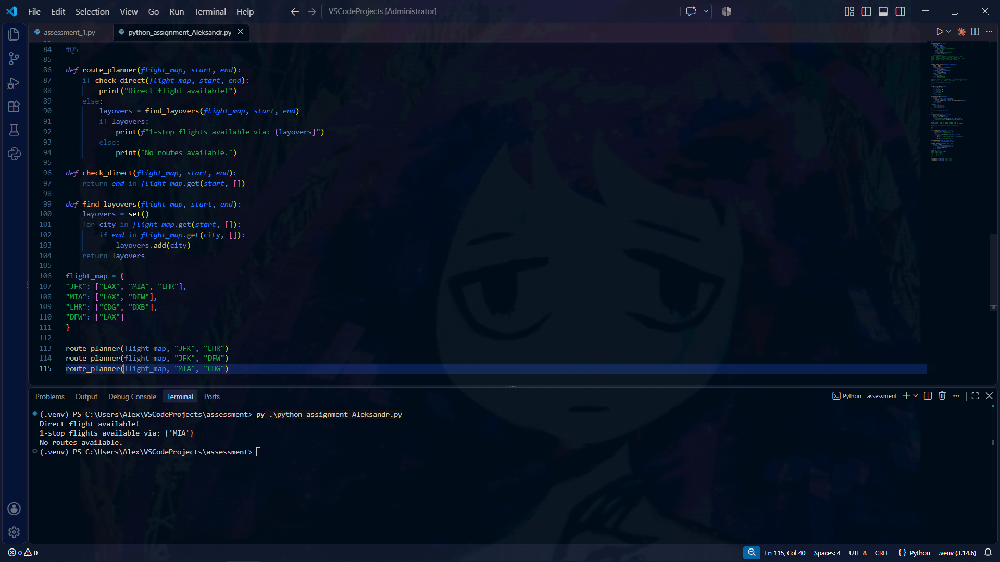 File Edit Selection View Go Run Terminal Help
VSCodeProjects [Administrator]
assessment_1.py
python_assignment_Aleksandr.py
84 #Q5
85
86 def route_planner(flight_map, start, end):
87 if check_direct(flight_map, start, end):
88 print("Direct flight available!")
89 else:
90 layovers = find_layovers(flight_map, start, end)
91 if layovers:
92 print(f"1-stop flights available via: {layovers}")
93 else:
94 print("No routes available.")
95
96 def check_direct(flight_map, start, end):
97 return end in flight_map.get(start, [])
98
99 def find_layovers(flight_map, start, end):
100 layovers = set()
101 for city in flight_map.get(start, []):
102 if end in flight_map.get(city, []):
103 layovers.add(city)
104 return layovers
105
106 flight_map = {
107 "JFK": ["LAX", "MIA", "LHR"],
108 "MIA": ["LAX", "DFW"],
109 "LHR": ["CDG", "DXB"],
110 "DFW": ["LAX"]
111 }
112
113 route_planner(flight_map, "JFK", "LHR")
114 route_planner(flight_map, "JFK", "DFW")
115 route_planner(flight_map, "MIA", "CDG")
Problems Output Debug Console Terminal Ports
Python - assessment
(.venv) PS C:\Users\Alex\VSCodeProjects\assessment> py .\python_assignment_Aleksandr.py
Direct flight available!
1-stop flights available via: {'MIA'}
No routes available.
(.venv) PS C:\Users\Alex\VSCodeProjects\assessment>
0 0
Ln 115, Col 40 Spaces: 4 UTF-8 CRLF {} Python .venv (3.14.6)